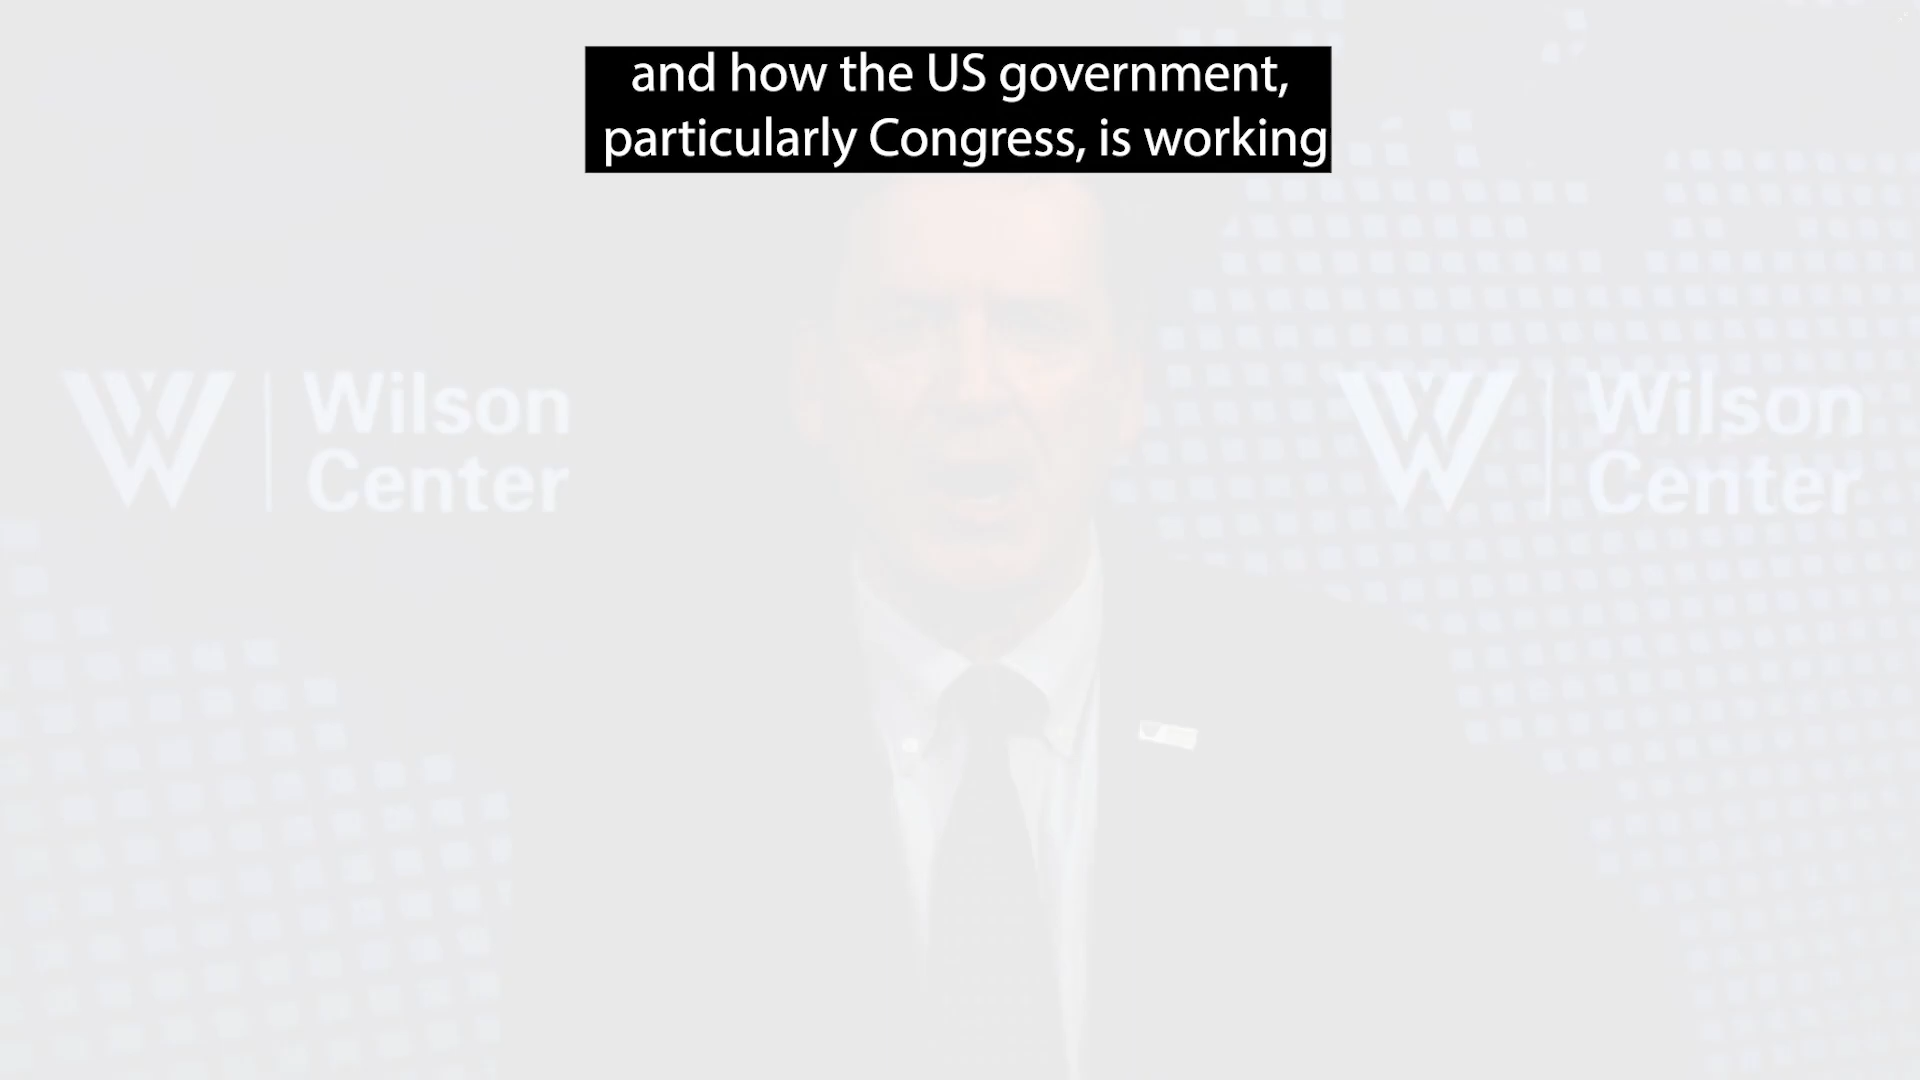 and how the US government,
particularly Congress, is working
Wilson
Center
Wilson
Center